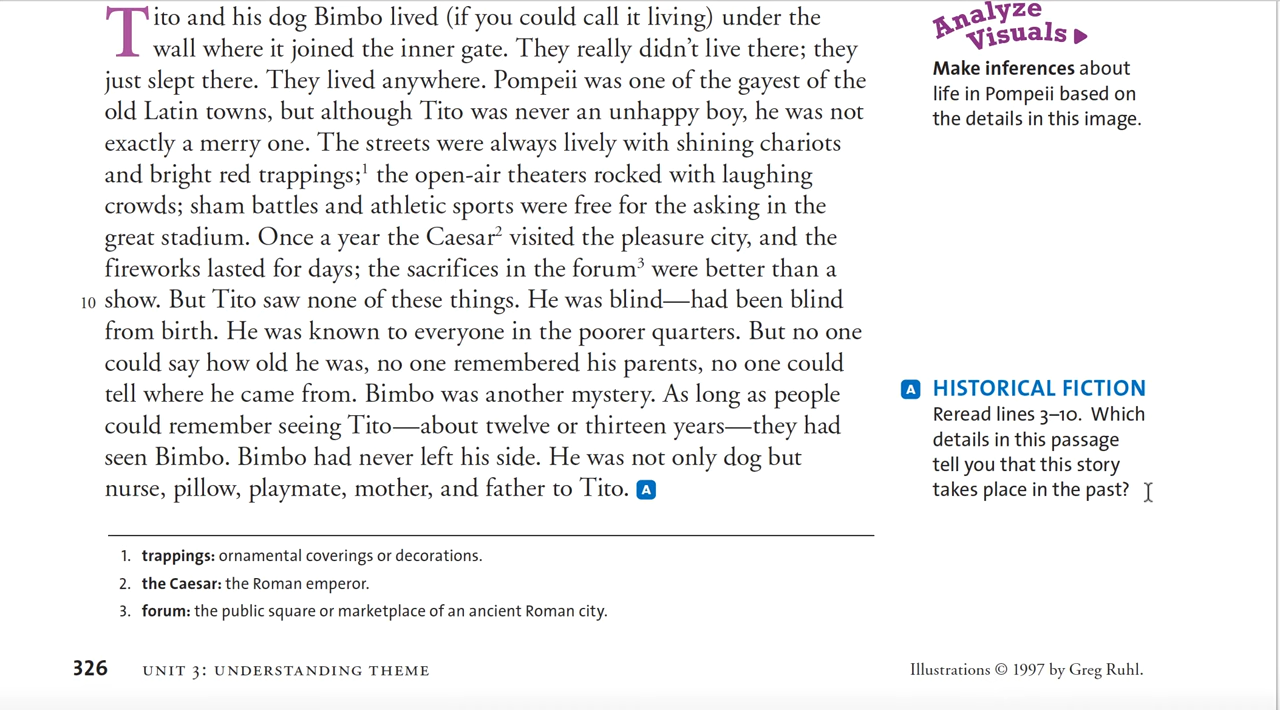 Tito and his dog Bimbo lived (if you could call it living) under the
wall where it joined the inner gate. They really didn't live there; they
just slept there. They lived anywhere. Pompeii was one of the gayest of the
old Latin towns, but although Tito was never an unhappy boy, he was not
exactly a merry one. The streets were always lively with shining chariots
and bright red trappings;¹ the open-air theaters rocked with laughing
crowds; sham battles and athletic sports were free for the asking in the
great stadium. Once a year the Caesar² visited the pleasure city, and the
fireworks lasted for days; the sacrifices in the forum³ were better than a
10 show. But Tito saw none of these things. He was blind—had been blind
from birth. He was known to everyone in the poorer quarters. But no one
could say how old he was, no one remembered his parents, no one could
tell where he came from. Bimbo was another mystery. As long as people
could remember seeing Tito—about twelve or thirteen years—they had
seen Bimbo. Bimbo had never left his side. He was not only dog but
nurse, pillow, playmate, mother, and father to Tito. A
Analyze
Visuals
Make inferences about
life in Pompeii based on
the details in this image.
A HISTORICAL FICTION
Reread lines 3–10. Which
details in this passage
tell you that this story
takes place in the past?
1. trappings: ornamental coverings or decorations.
2. the Caesar: the Roman emperor.
3. forum: the public square or marketplace of an ancient Roman city.
326 UNIT 3: UNDERSTANDING THEME
Illustrations © 1997 by Greg Ruhl.